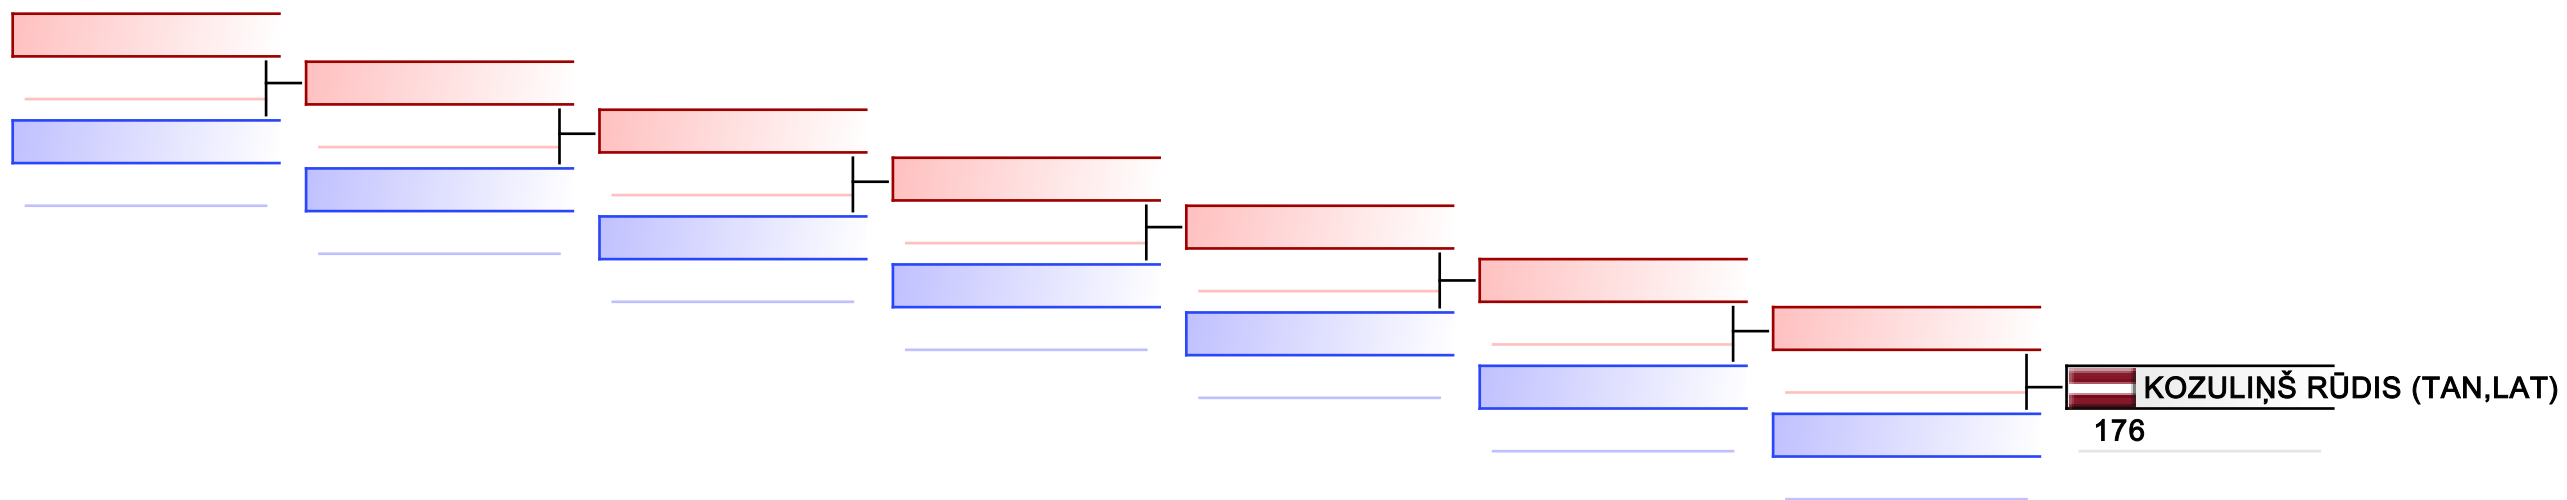 KOZULIŅŠ RŪDIS (TAN,LAT)
176